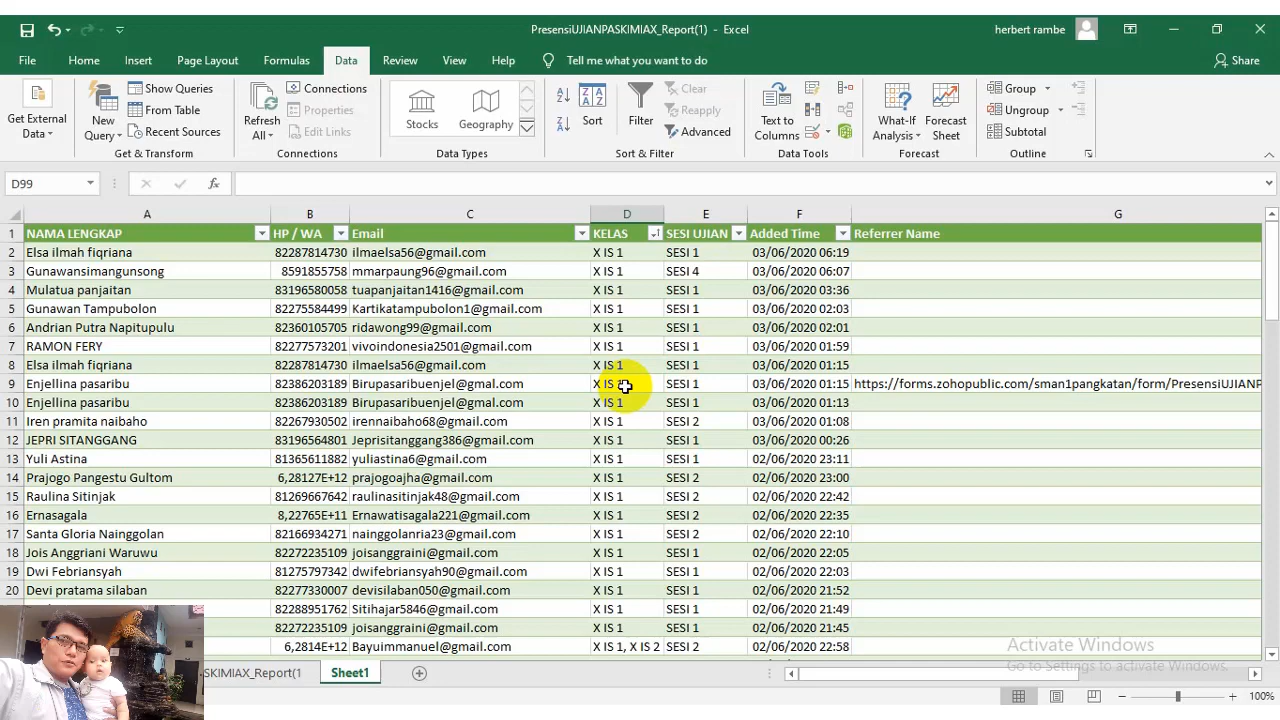 PresensiUJIANPASKIMIAX_Report(1) - Excel
herbert rambe
File Home Insert Page Layout Formulas Data Review View Help Tell me what you want to do Share
Get External Data
New Query
Show Queries
From Table
Recent Sources
Get & Transform
Refresh All
Connections
Properties
Edit Links
Connections
Stocks
Geography
Data Types
Sort
Filter
Clear
Reapply
Advanced
Sort & Filter
Text to Columns
Data Tools
What-If Analysis
Forecast Sheet
Forecast
Group
Ungroup
Subtotal
Outline
D99
fx
A B C D E F G
1 NAMA LENGKAP HP / WA Email KELAS SESI UJIAN Added Time Referrer Name
2 Elsa ilmah fiqriana 82287814730 ilmaelsa56@gmail.com X IS 1 SESI 1 03/06/2020 06:19
3 Gunawansimangunsong 8591855758 mmarpaung96@gmail.com X IS 1 SESI 4 03/06/2020 06:07
4 Mulatua panjaitan 83196580058 tuapanjaitan1416@gmail.com X IS 1 SESI 1 03/06/2020 03:36
5 Gunawan Tampubolon 82275584499 Kartikatampubolon1@gmail.com X IS 1 SESI 1 03/06/2020 02:03
6 Andrian Putra Napitupulu 82360105705 ridawong99@gmail.com X IS 1 SESI 1 03/06/2020 02:01
7 RAMON FERY 82277573201 vivoindonesia2501@gmail.com X IS 1 SESI 1 03/06/2020 01:59
8 Elsa ilmah fiqriana 82287814730 ilmaelsa56@gmail.com X IS 1 SESI 1 03/06/2020 01:15
9 Enjellina pasaribu 82386203189 Birupasaribuenjel@gmal.com X IS SESI 1 03/06/2020 01:15 https://forms.zohopublic.com/sman1pangkatan/form/PresensiUJIANP
10 Enjellina pasaribu 82386203189 Birupasaribuenjel@gmal.com X IS 1 SESI 1 03/06/2020 01:13
11 Iren pramita naibaho 82267930502 irennaibaho68@gmail.com X IS 1 SESI 2 03/06/2020 01:08
12 JEPRI SITANGGANG 83196564801 Jeprisitanggang386@gmail.com X IS 1 SESI 1 03/06/2020 00:26
13 Yuli Astina 81365611882 yuliastina6@gmail.com X IS 1 SESI 1 02/06/2020 23:11
14 Prajogo Pangestu Gultom 6,28127E+12 prajogoajha@gmail.com X IS 1 SESI 2 02/06/2020 23:00
15 Raulina Sitinjak 81269667642 raulinasitinjak48@gmail.com X IS 1 SESI 2 02/06/2020 22:42
16 Ernasagala 8,22765E+11 Ernawatisagala221@gmail.com X IS 1 SESI 2 02/06/2020 22:35
17 Santa Gloria Nainggolan 82166934271 nainggolanria23@gmail.com X IS 1 SESI 2 02/06/2020 22:10
18 Jois Anggriani Waruwu 82272235109 joisanggraini@gmail.com X IS 1 SESI 1 02/06/2020 22:05
19 Dwi Febriansyah 81275797342 dwifebriansyah90@gmail.com X IS 1 SESI 1 02/06/2020 22:03
20 Devi pratama silaban 82277330007 devisilaban050@gmail.com X IS 1 SESI 1 02/06/2020 21:52
82288951762 Sitihajar5846@gmail.com X IS 1 SESI 1 02/06/2020 21:49
82272235109 joisanggraini@gmail.com X IS 1 SESI 1 02/06/2020 21:45
6,2814E+12 Bayuimmanuel@gmail.com X IS 1, X IS 2 SESI 2 02/06/2020 22:58
Activate Windows
Go to Settings to activate Windows.
SKIMIAX_Report(1 Sheet1
100%